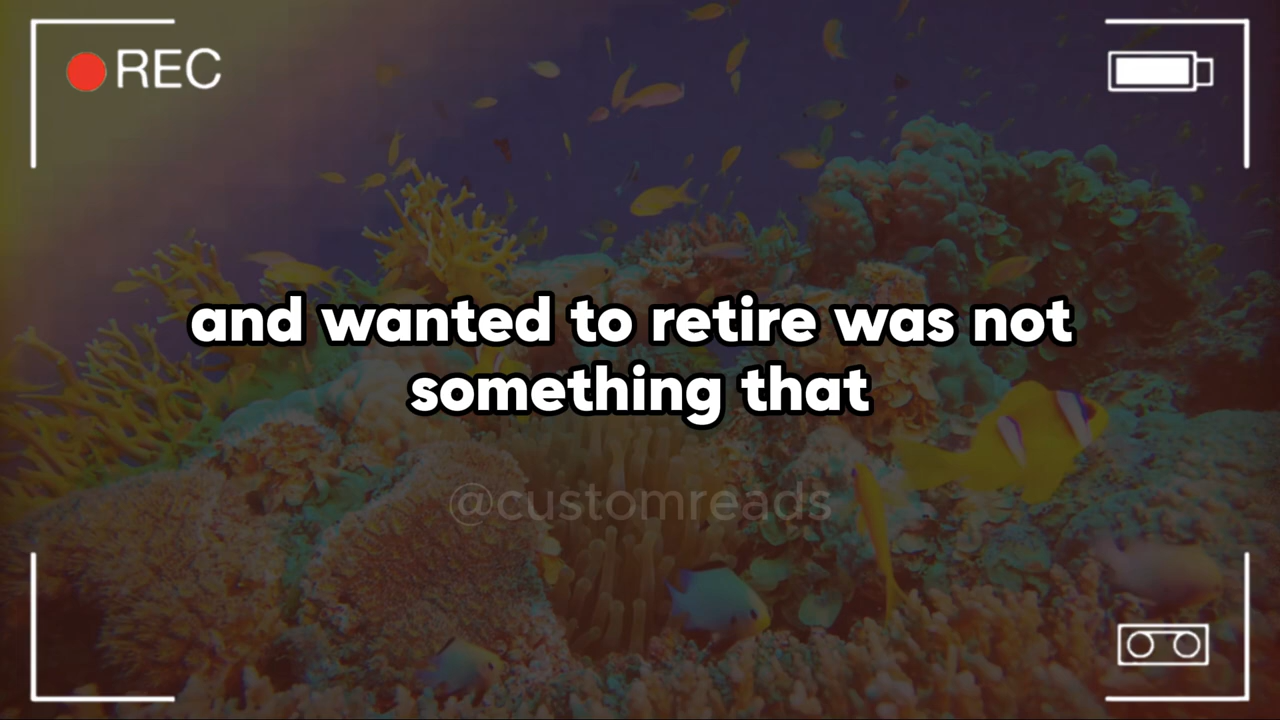 REC
and wanted to retire was not
something that
@customreads